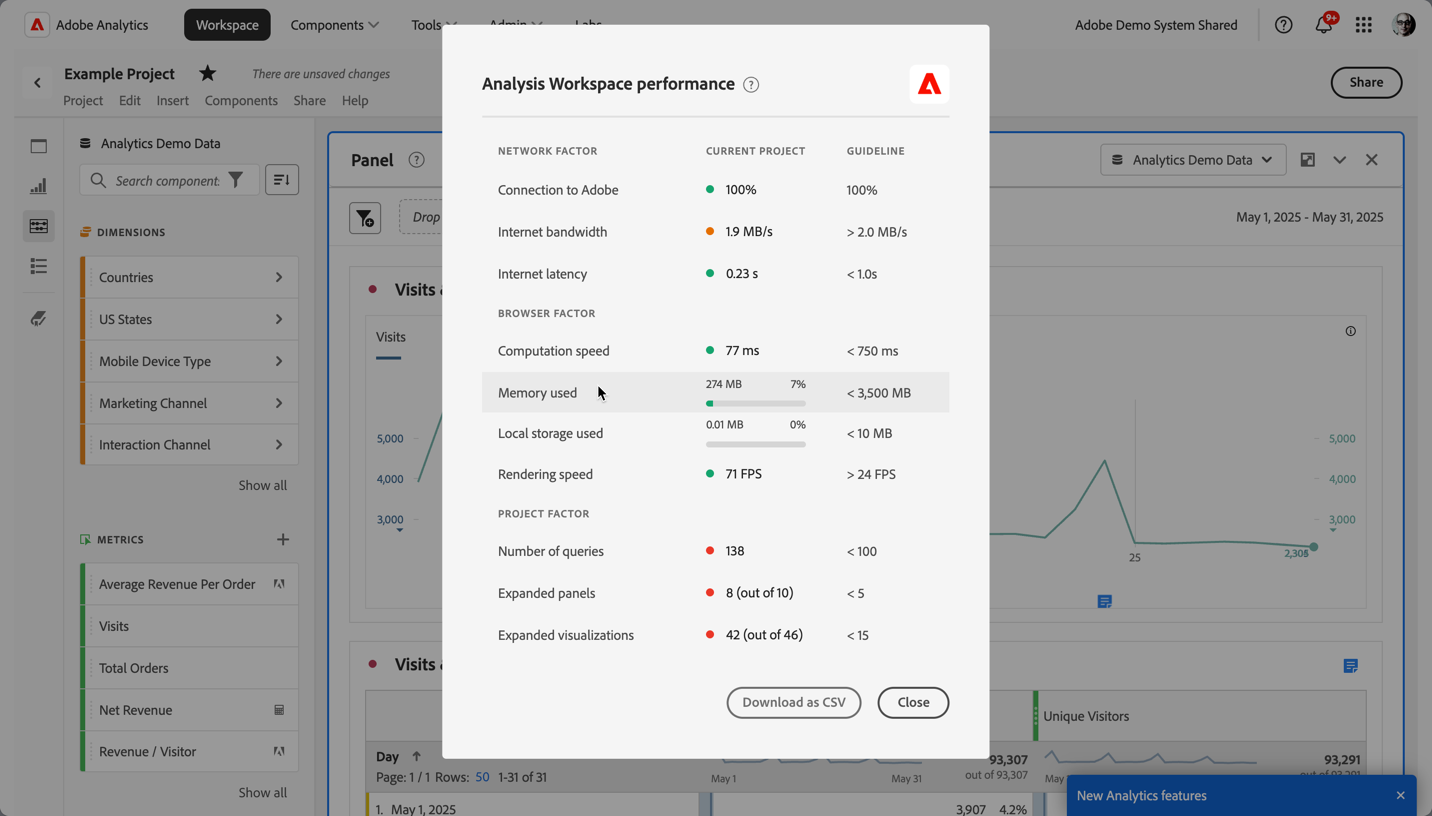 Adobe Analytics
Workspace
Components
Tools
Admin
Labs
Adobe Demo System Shared
9+
Example Project
There are unsaved changes
Project Edit Insert Components Share Help
Share
Analytics Demo Data
Search component:
DIMENSIONS
Countries
US States
Mobile Device Type
Marketing Channel
Interaction Channel
Show all
METRICS
Average Revenue Per Order
Visits
Total Orders
Net Revenue
Revenue / Visitor
Show all
Panel
Analytics Demo Data
Drop
May 1, 2025 - May 31, 2025
Visits &
Visits
5,000
4,000
3,000
5,000
4,000
3,000
25
Visits &
Unique Visitors
Day
Page: 1 / 1 Rows: 50 1-31 of 31
May 1
May 31
93,307
out of 93,307
May
93,291
1. May 1, 2025
3,907 4.2%
Analysis Workspace performance
NETWORK FACTOR CURRENT PROJECT GUIDELINE
Connection to Adobe 100% 100%
Internet bandwidth 1.9 MB/s > 2.0 MB/s
Internet latency 0.23 s < 1.0s
BROWSER FACTOR
Computation speed 77 ms < 750 ms
Memory used 274 MB 7% < 3,500 MB
Local storage used 0.01 MB 0% < 10 MB
Rendering speed 71 FPS > 24 FPS
PROJECT FACTOR
Number of queries 138 < 100
Expanded panels 8 (out of 10) < 5
Expanded visualizations 42 (out of 46) < 15
Download as CSV
Close
New Analytics features